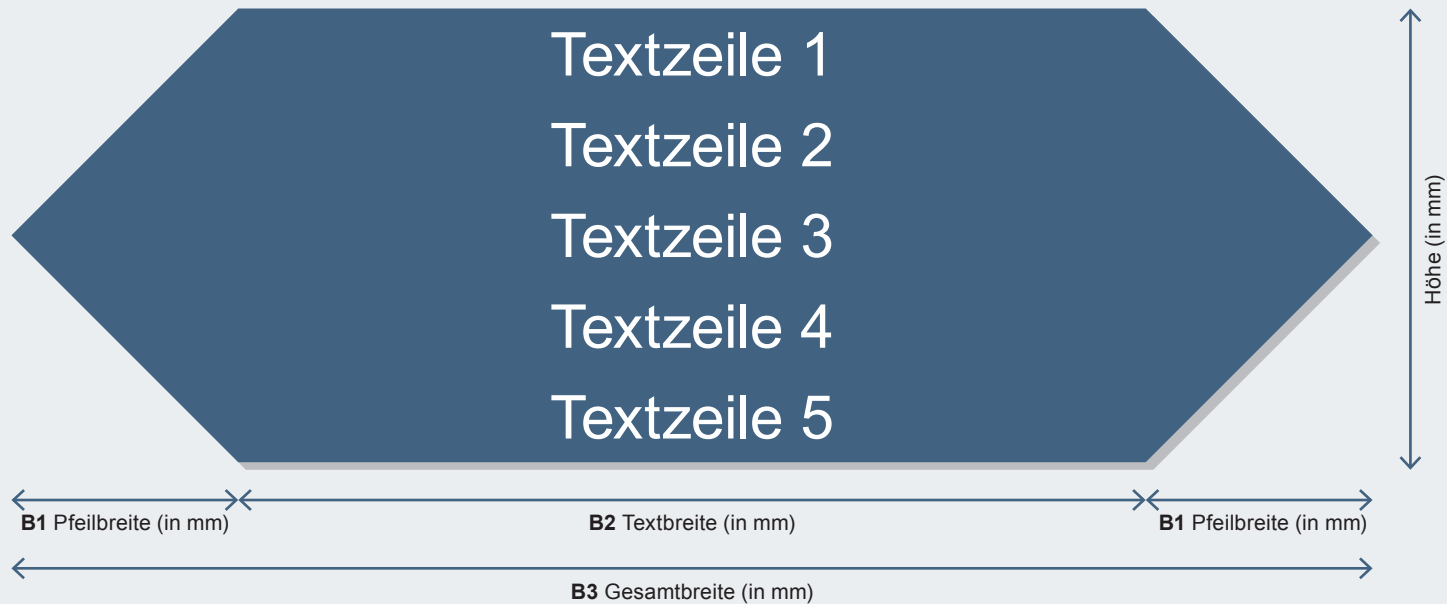 Textzeile 1
Textzeile 2
Textzeile 3
Textzeile 4
Textzeile 5
Höhe (in mm)
B1 Pfeilbreite (in mm)
B2 Textbreite (in mm)
B1 Pfeilbreite (in mm)
B3 Gesamtbreite (in mm)